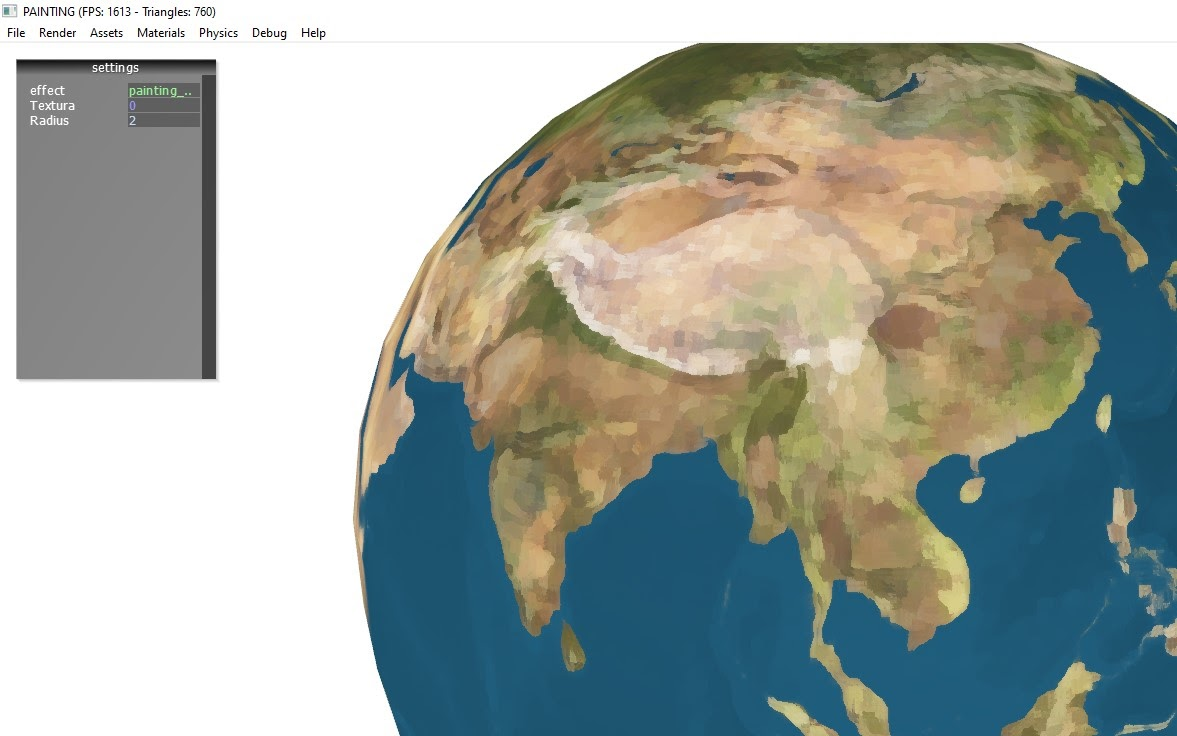 PAINTING (FPS: 1613 - Triangles: 760)
File Render Assets Materials Physics Debug Help
settings
effect painting_..
Textura 0
Radius 2